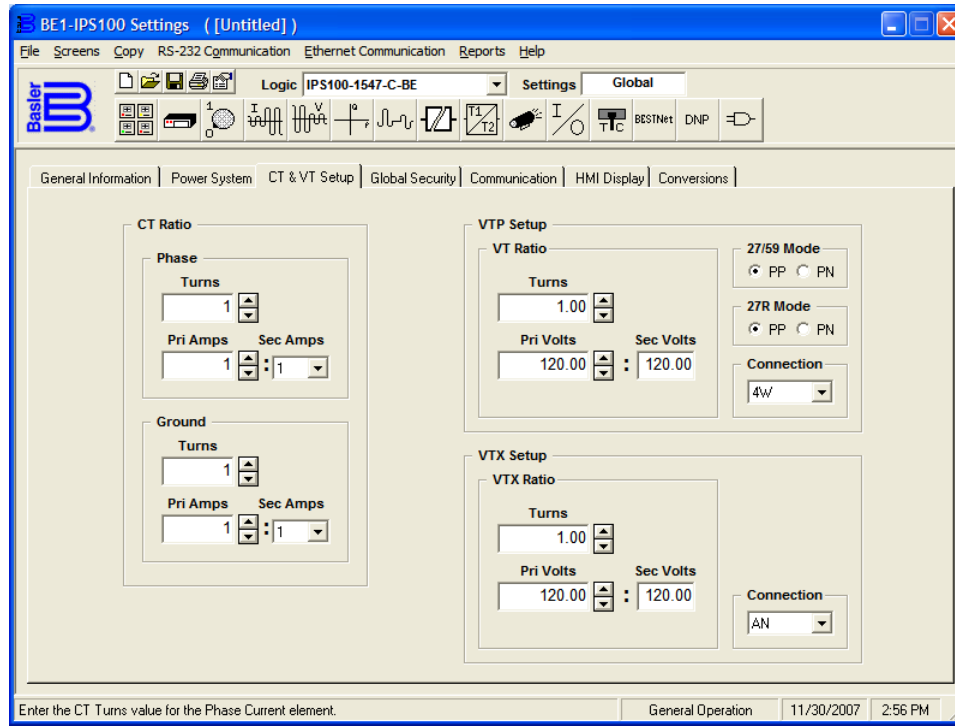 BE1-IPS100 Settings ( [Untitled] )
File Screens Copy RS-232 Communication Ethernet Communication Reports Help
Basler
Logic IPS100-1547-C-BE Settings Global
T1 T2 I O T C BESTNet DNP
General Information Power System CT & VT Setup Global Security Communication HMI Display Conversions
CT Ratio
Phase
Turns
1
Pri Amps Sec Amps
1 : 1
Ground
Turns
1
Pri Amps Sec Amps
1 : 1
VTP Setup
VT Ratio
Turns
1.00
Pri Volts Sec Volts
120.00 : 120.00
27/59 Mode
PP PN
27R Mode
PP PN
Connection
4W
VTX Setup
VTX Ratio
Turns
1.00
Pri Volts Sec Volts
120.00 : 120.00
Connection
AN
Enter the CT Turns value for the Phase Current element. General Operation 11/30/2007 2:56 PM